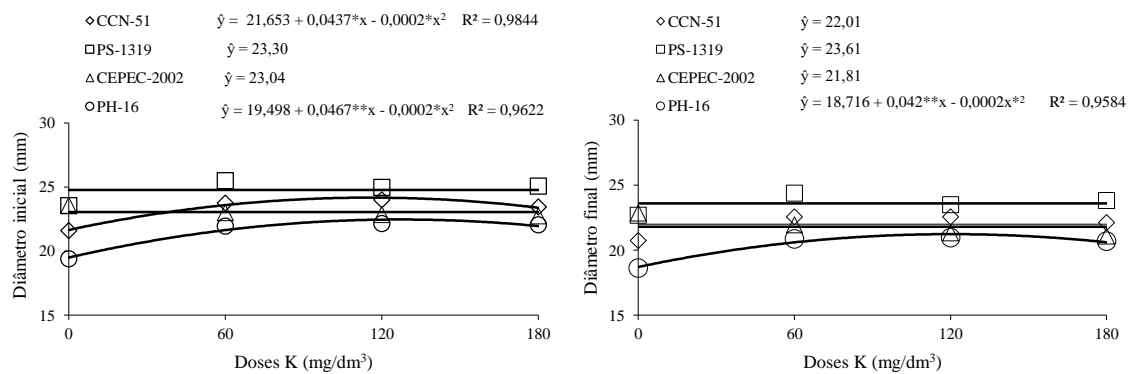 CCN-51 ŷ = 21,653 + 0,0437*x - 0,0002*x² R² = 0,9844
PS-1319 ŷ = 23,30
CEPEC-2002 ŷ = 23,04
PH-16 ŷ = 19,498 + 0,0467**x - 0,0002*x² R² = 0,9622
Diâmetro inicial (mm)
30
25
20
15
0 60 120 180
Doses K (mg/dm³)
CCN-51 ŷ = 22,01
PS-1319 ŷ = 23,61
CEPEC-2002 ŷ = 21,81
PH-16 ŷ = 18,716 + 0,042**x - 0,0002x*² R² = 0,9584
Diâmetro final (mm)
30
25
20
15
0 60 120 180
Doses K (mg/dm³)